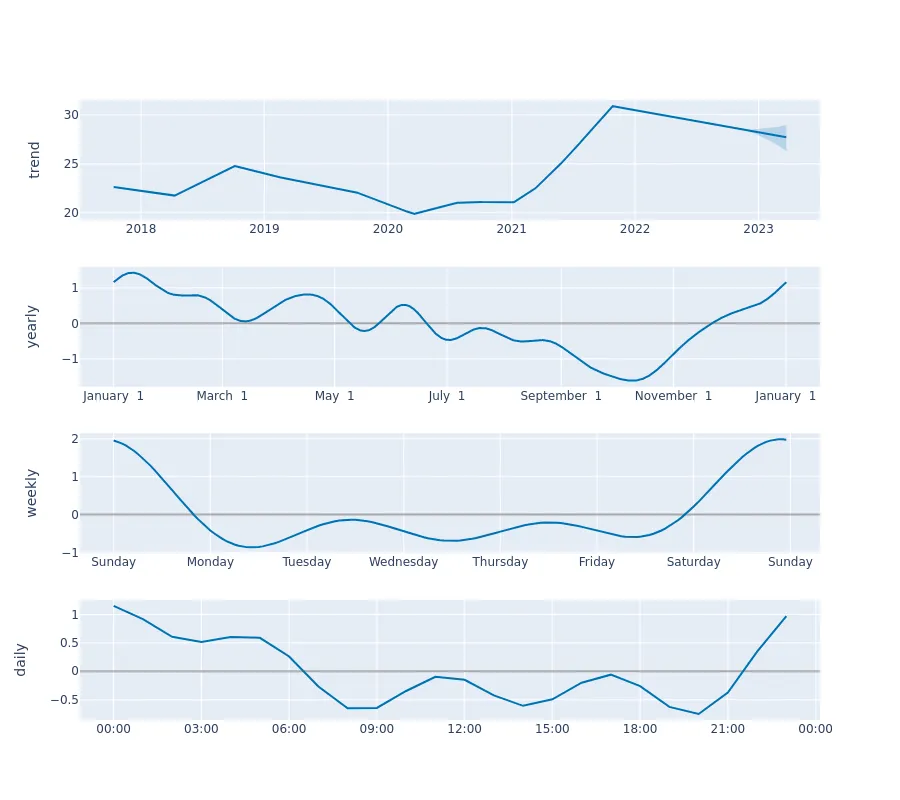 trend
30
25
20
2018 2019 2020 2021 2022 2023
yearly
1
0
−1
January 1 March 1 May 1 July 1 September 1 November 1 January 1
weekly
2
1
0
−1
Sunday Monday Tuesday Wednesday Thursday Friday Saturday Sunday
daily
1
0.5
0
−0.5
00:00 03:00 06:00 09:00 12:00 15:00 18:00 21:00 00:00